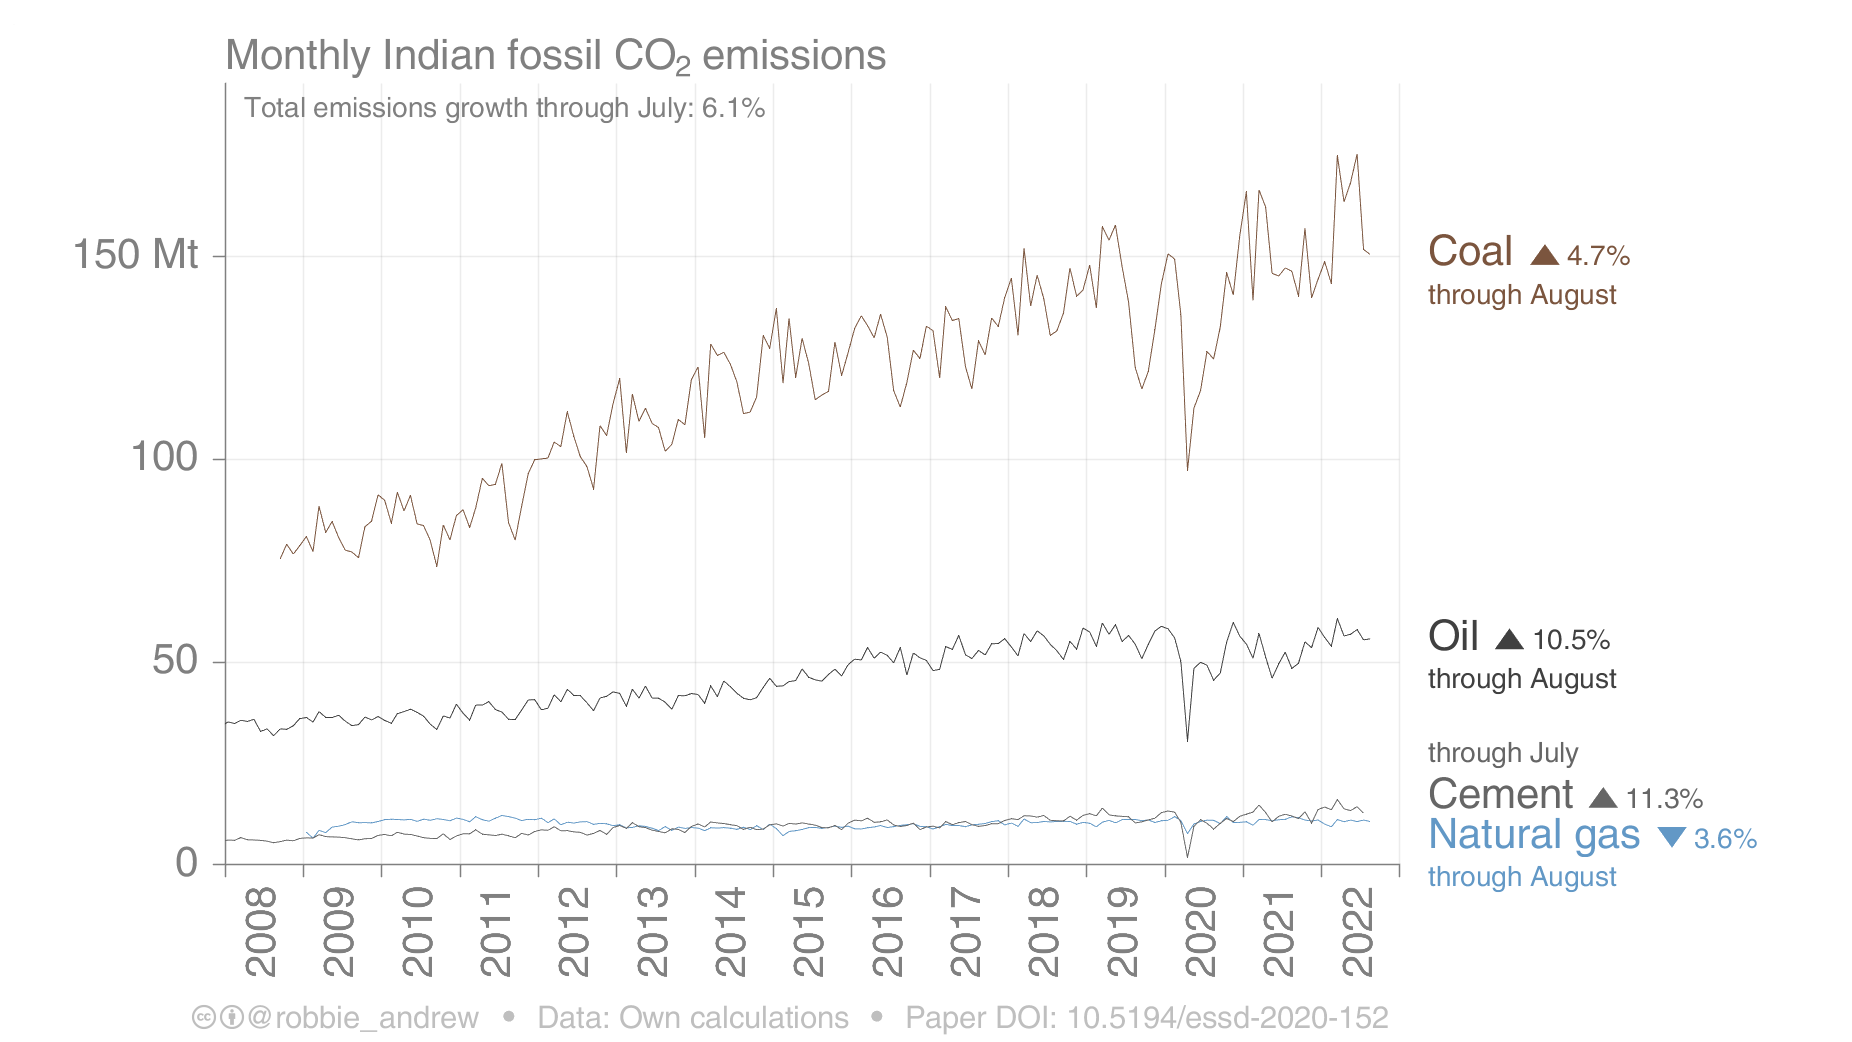 Monthly Indian fossil CO₂ emissions
Total emissions growth through July: 6.1%
150 Mt
100
50
0
Coal ▲ 4.7%
through August
Oil ▲ 10.5%
through August
through July
Cement ▲ 11.3%
Natural gas ▼ 3.6%
through August
2008
2009
2010
2011
2012
2013
2014
2015
2016
2017
2018
2019
2020
2021
2022
cc @robbie_andrew • Data: Own calculations • Paper DOI: 10.5194/essd-2020-152